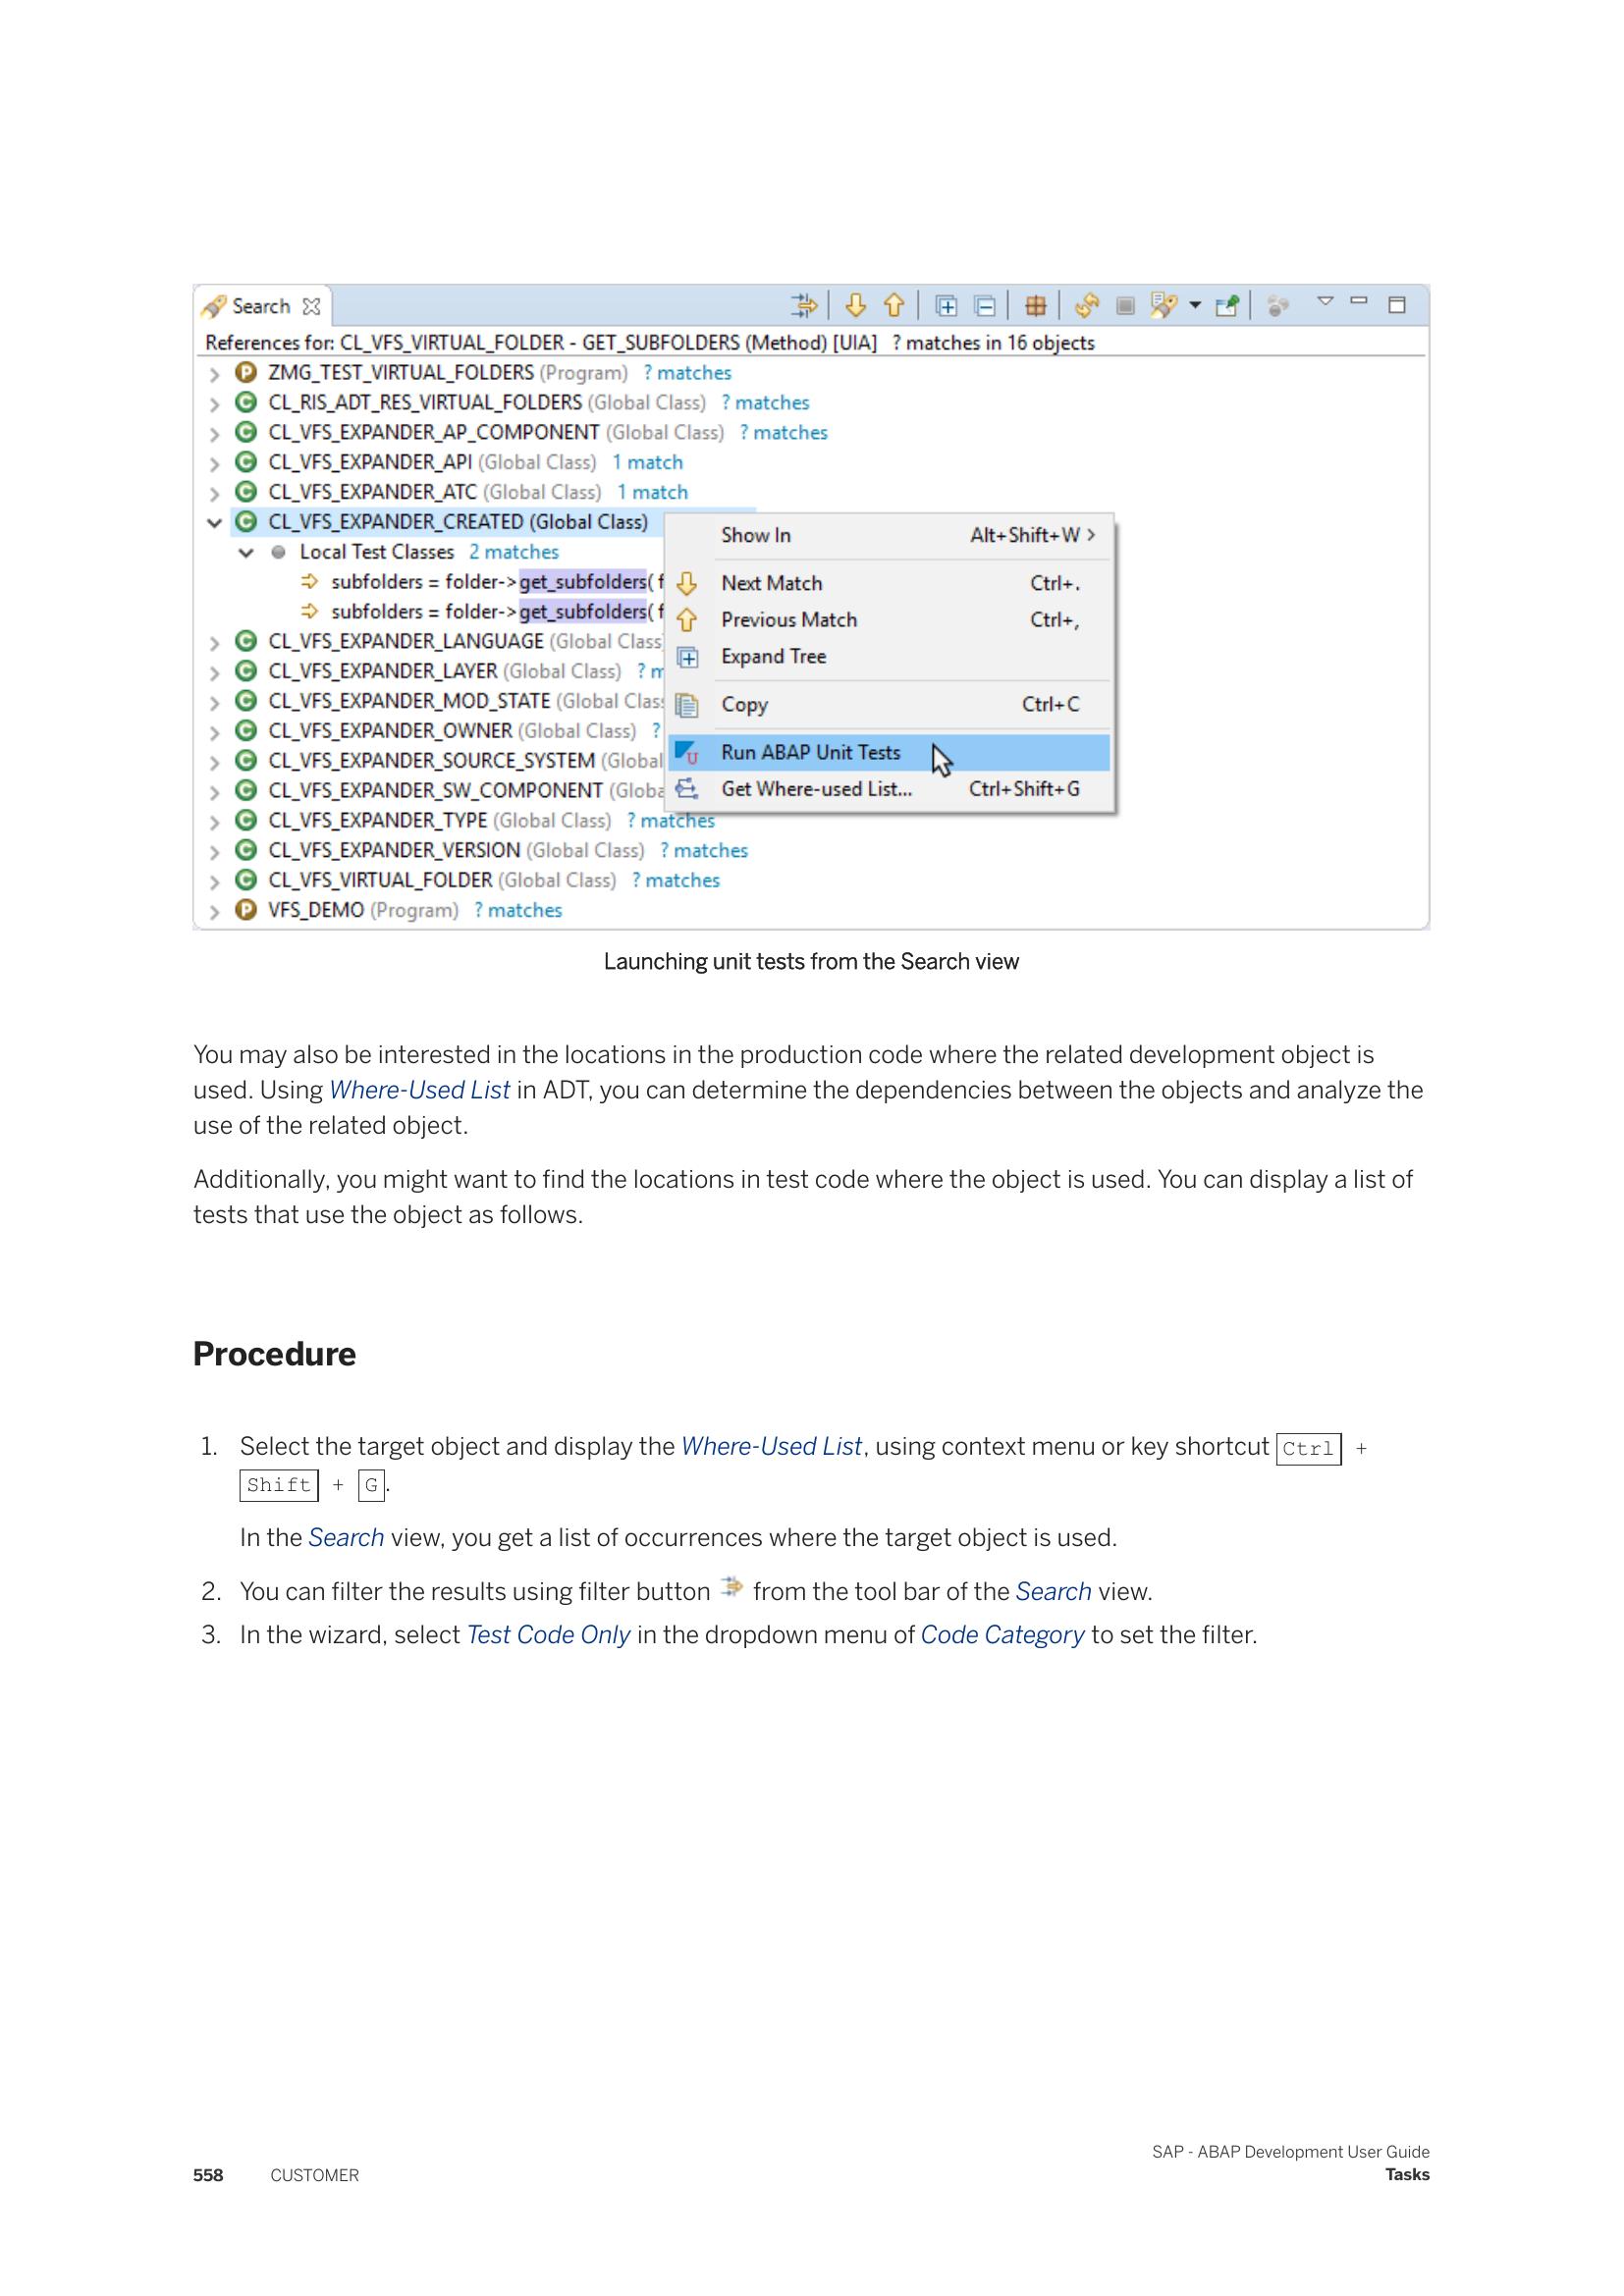 Search
References for: CL_VFS_VIRTUAL_FOLDER - GET_SUBFOLDERS (Method) [UIA]   ? matches in 16 objects
ZMG_TEST_VIRTUAL_FOLDERS (Program)   ? matches
CL_RIS_ADT_RES_VIRTUAL_FOLDERS (Global Class)   ? matches
CL_VFS_EXPANDER_AP_COMPONENT (Global Class)   ? matches
CL_VFS_EXPANDER_API (Global Class)   1 match
CL_VFS_EXPANDER_ATC (Global Class)   1 match
CL_VFS_EXPANDER_CREATED (Global Class)
Local Test Classes   2 matches
subfolders = folder->get_subfolders( f
subfolders = folder->get_subfolders( f
CL_VFS_EXPANDER_LANGUAGE (Global Class
CL_VFS_EXPANDER_LAYER (Global Class)   ? m
CL_VFS_EXPANDER_MOD_STATE (Global Clas
CL_VFS_EXPANDER_OWNER (Global Class)   ?
CL_VFS_EXPANDER_SOURCE_SYSTEM (Global
CL_VFS_EXPANDER_SW_COMPONENT (Globa
CL_VFS_EXPANDER_TYPE (Global Class)   ? matches
CL_VFS_EXPANDER_VERSION (Global Class)   ? matches
CL_VFS_VIRTUAL_FOLDER (Global Class)   ? matches
VFS_DEMO (Program)   ? matches
Show In   Alt+Shift+W >
Next Match   Ctrl+.
Previous Match   Ctrl+,
Expand Tree
Copy   Ctrl+C
Run ABAP Unit Tests
Get Where-used List...   Ctrl+Shift+G
Launching unit tests from the Search view
You may also be interested in the locations in the production code where the related development object is
used. Using Where-Used List in ADT, you can determine the dependencies between the objects and analyze the
use of the related object.
Additionally, you might want to find the locations in test code where the object is used. You can display a list of
tests that use the object as follows.
Procedure
1. Select the target object and display the Where-Used List, using context menu or key shortcut Ctrl +
Shift + G.
In the Search view, you get a list of occurrences where the target object is used.
2. You can filter the results using filter button from the tool bar of the Search view.
3. In the wizard, select Test Code Only in the dropdown menu of Code Category to set the filter.
SAP - ABAP Development User Guide
558   CUSTOMER   Tasks